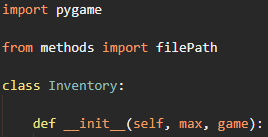 import pygame
from methods import filePath
class Inventory:
def __init__(self, max, game):